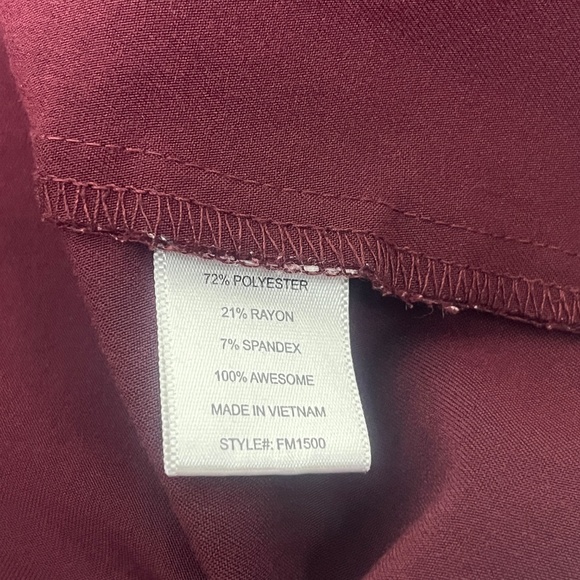 72% POLYESTER
21% RAYON
7% SPANDEX
100% AWESOME
MADE IN VIETNAM
STYLE#: FM1500